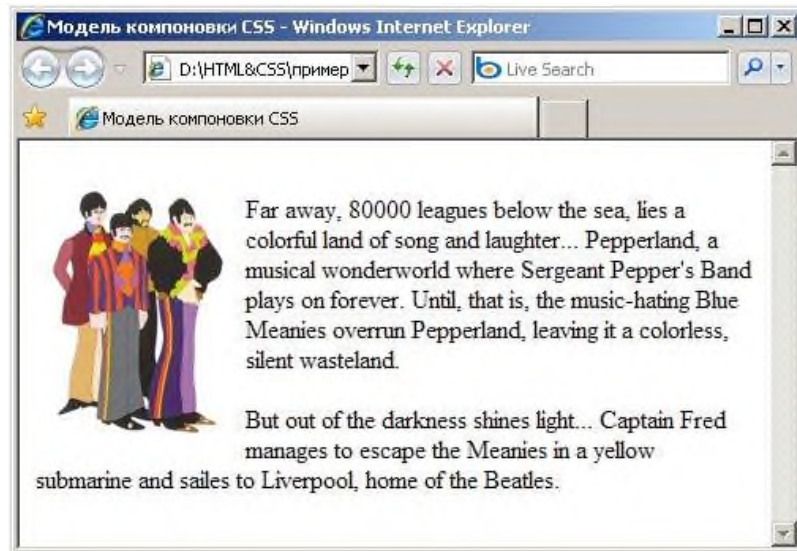 Модель компоновки CSS - Windows Internet Explorer
D:\HTML&CSS\пример
Live Search
Модель компоновки CSS
Far away, 80000 leagues below the sea, lies a
colorful land of song and laughter... Pepperland, a
musical wonderworld where Sergeant Pepper's Band
plays on forever. Until, that is, the music-hating Blue
Meanies overrun Pepperland, leaving it a colorless,
silent wasteland.
But out of the darkness shines light... Captain Fred
manages to escape the Meanies in a yellow
submarine and sailes to Liverpool, home of the Beatles.